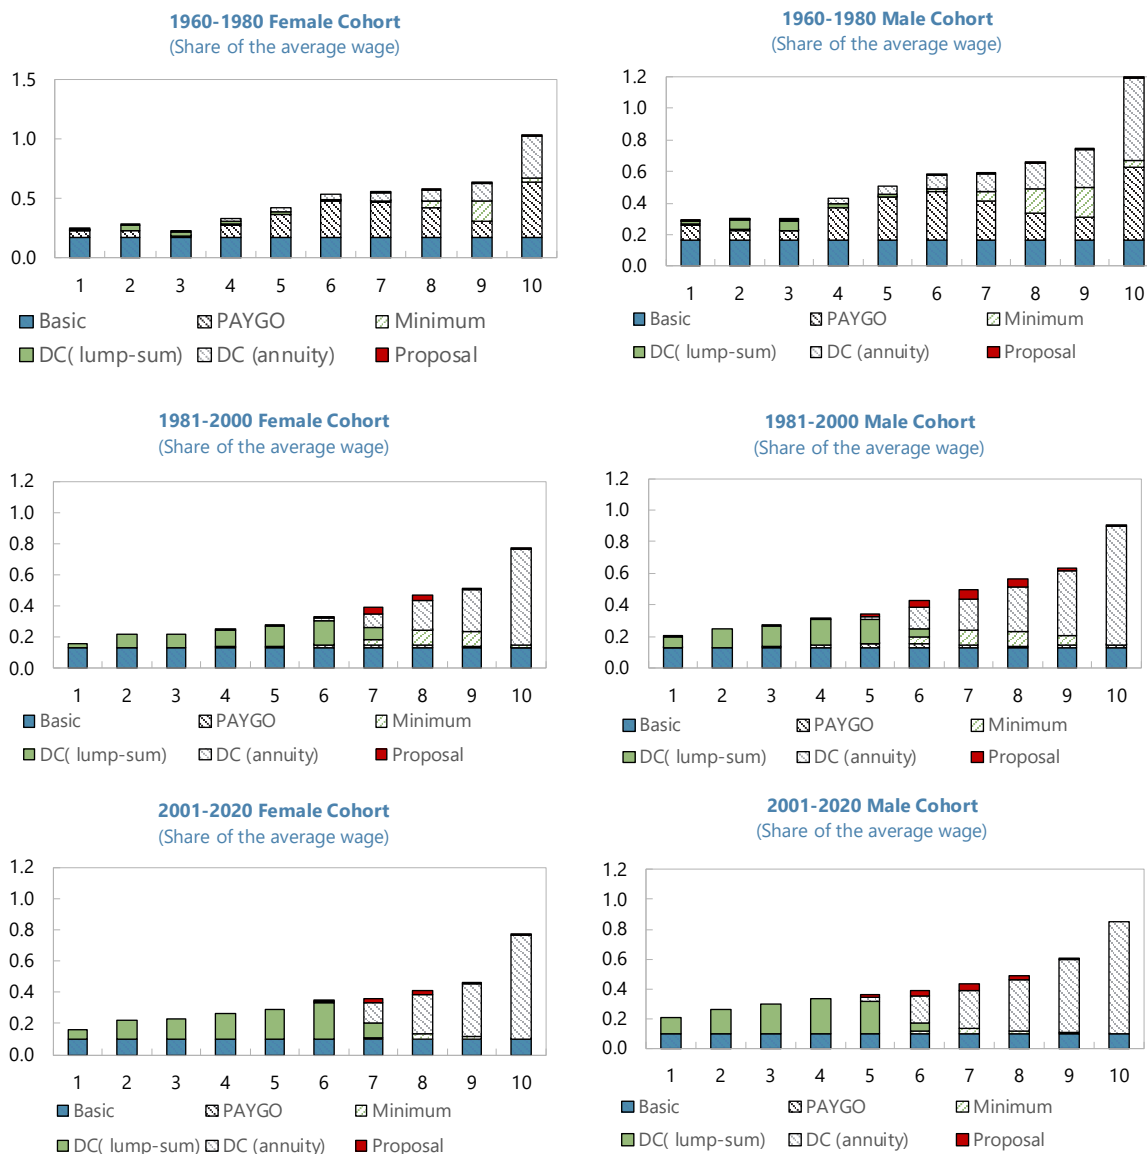 1960-1980 Female Cohort
(Share of the average wage)
1.5
1.0
0.5
0.0
1 2 3 4 5 6 7 8 9 10
Basic PAYGO Minimum
DC( lump-sum) DC (annuity) Proposal
1960-1980 Male Cohort
(Share of the average wage)
1.2
1.0
0.8
0.6
0.4
0.2
0.0
1 2 3 4 5 6 7 8 9 10
Basic PAYGO Minimum
DC( lump-sum) DC (annuity) Proposal
1981-2000 Female Cohort
(Share of the average wage)
1.2
1.0
0.8
0.6
0.4
0.2
0.0
1 2 3 4 5 6 7 8 9 10
Basic PAYGO Minimum
DC( lump-sum) DC (annuity) Proposal
1981-2000 Male Cohort
(Share of the average wage)
1.2
1.0
0.8
0.6
0.4
0.2
0.0
1 2 3 4 5 6 7 8 9 10
Basic PAYGO Minimum
DC( lump-sum) DC (annuity) Proposal
2001-2020 Female Cohort
(Share of the average wage)
1.2
1.0
0.8
0.6
0.4
0.2
0.0
1 2 3 4 5 6 7 8 9 10
Basic PAYGO Minimum
DC( lump-sum) DC (annuity) Proposal
2001-2020 Male Cohort
(Share of the average wage)
1.2
1.0
0.8
0.6
0.4
0.2
0.0
1 2 3 4 5 6 7 8 9 10
Basic PAYGO Minimum
DC( lump-sum) DC (annuity) Proposal